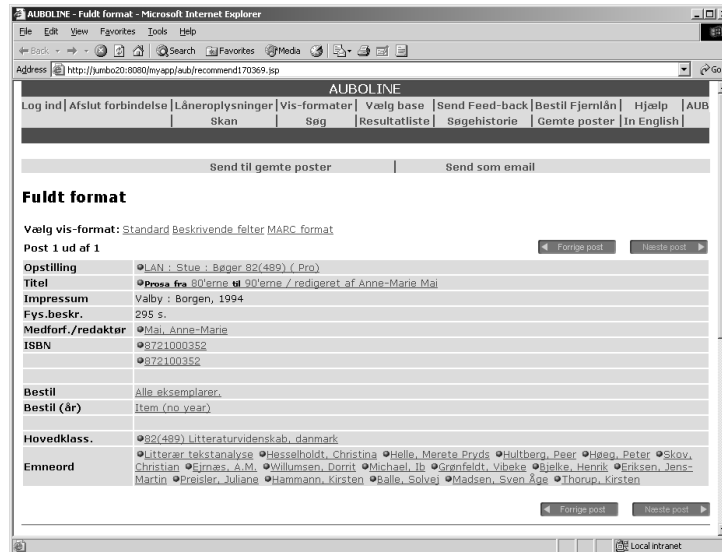 AUBOLINE - Fuldt format - Microsoft Internet Explorer
File Edit View Favorites Tools Help
Back Search Favorites Media
Address http://jumbo20:8080/myapp/aub/recommend170369.jsp Go
AUBOLINE
Log ind | Afslut forbindelse | Låneroplysninger | Vis-formater | Vælg base | Send Feed-back | Bestil Fjernlån | Hjælp | AUB
Skan | Søg | Resultatliste | Søgehistorie | Gemte poster | In English |
Send til gemte poster | Send som email
Fuldt format
Vælg vis-format: Standard Beskrivende felter MARC format
Post 1 ud af 1 Forrige post Næste post
Opstilling LAN : Stue : Bøger 82(489) ( Pro)
Titel Prosa fra 80'erne til 90'erne / redigeret af Anne-Marie Mai
Impressum Valby : Borgen, 1994
Fys.beskr. 295 s.
Medforf./redaktør Mai, Anne-Marie
ISBN 8721000352
872100352
Bestil Alle eksemplarer.
Bestil (år) Item (no year)
Hovedklass. 82(489) Litteraturvidenskab, danmark
Emneord Litterær tekstanalyse Hesselholdt, Christina Helle, Merete Pryds Hultberg, Peer Høeg, Peter Skov,
Christian Ejrnæs, A.M. Willumsen, Dorrit Michael, Ib Grønfeldt, Vibeke Bjelke, Henrik Eriksen, Jens-
Martin Preisler, Juliane Hammann, Kirsten Balle, Solvej Madsen, Sven Åge Thorup, Kirsten
Forrige post Næste post
Local intranet